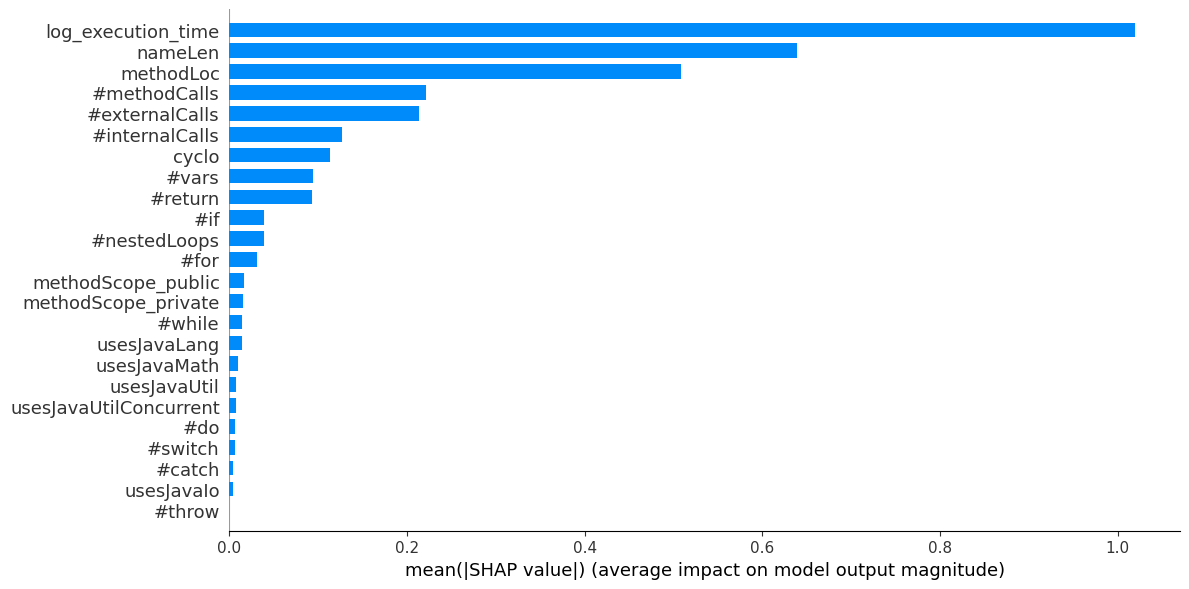 log_execution_time
nameLen
methodLoc
#methodCalls
#externalCalls
#internalCalls
cyclo
#vars
#return
#if
#nestedLoops
#for
methodScope_public
methodScope_private
#while
usesJavaLang
usesJavaMath
usesJavaUtil
usesJavaUtilConcurrent
#do
#switch
#catch
usesJavaIo
#throw
0.0 0.2 0.4 0.6 0.8 1.0
mean(|SHAP value|) (average impact on model output magnitude)